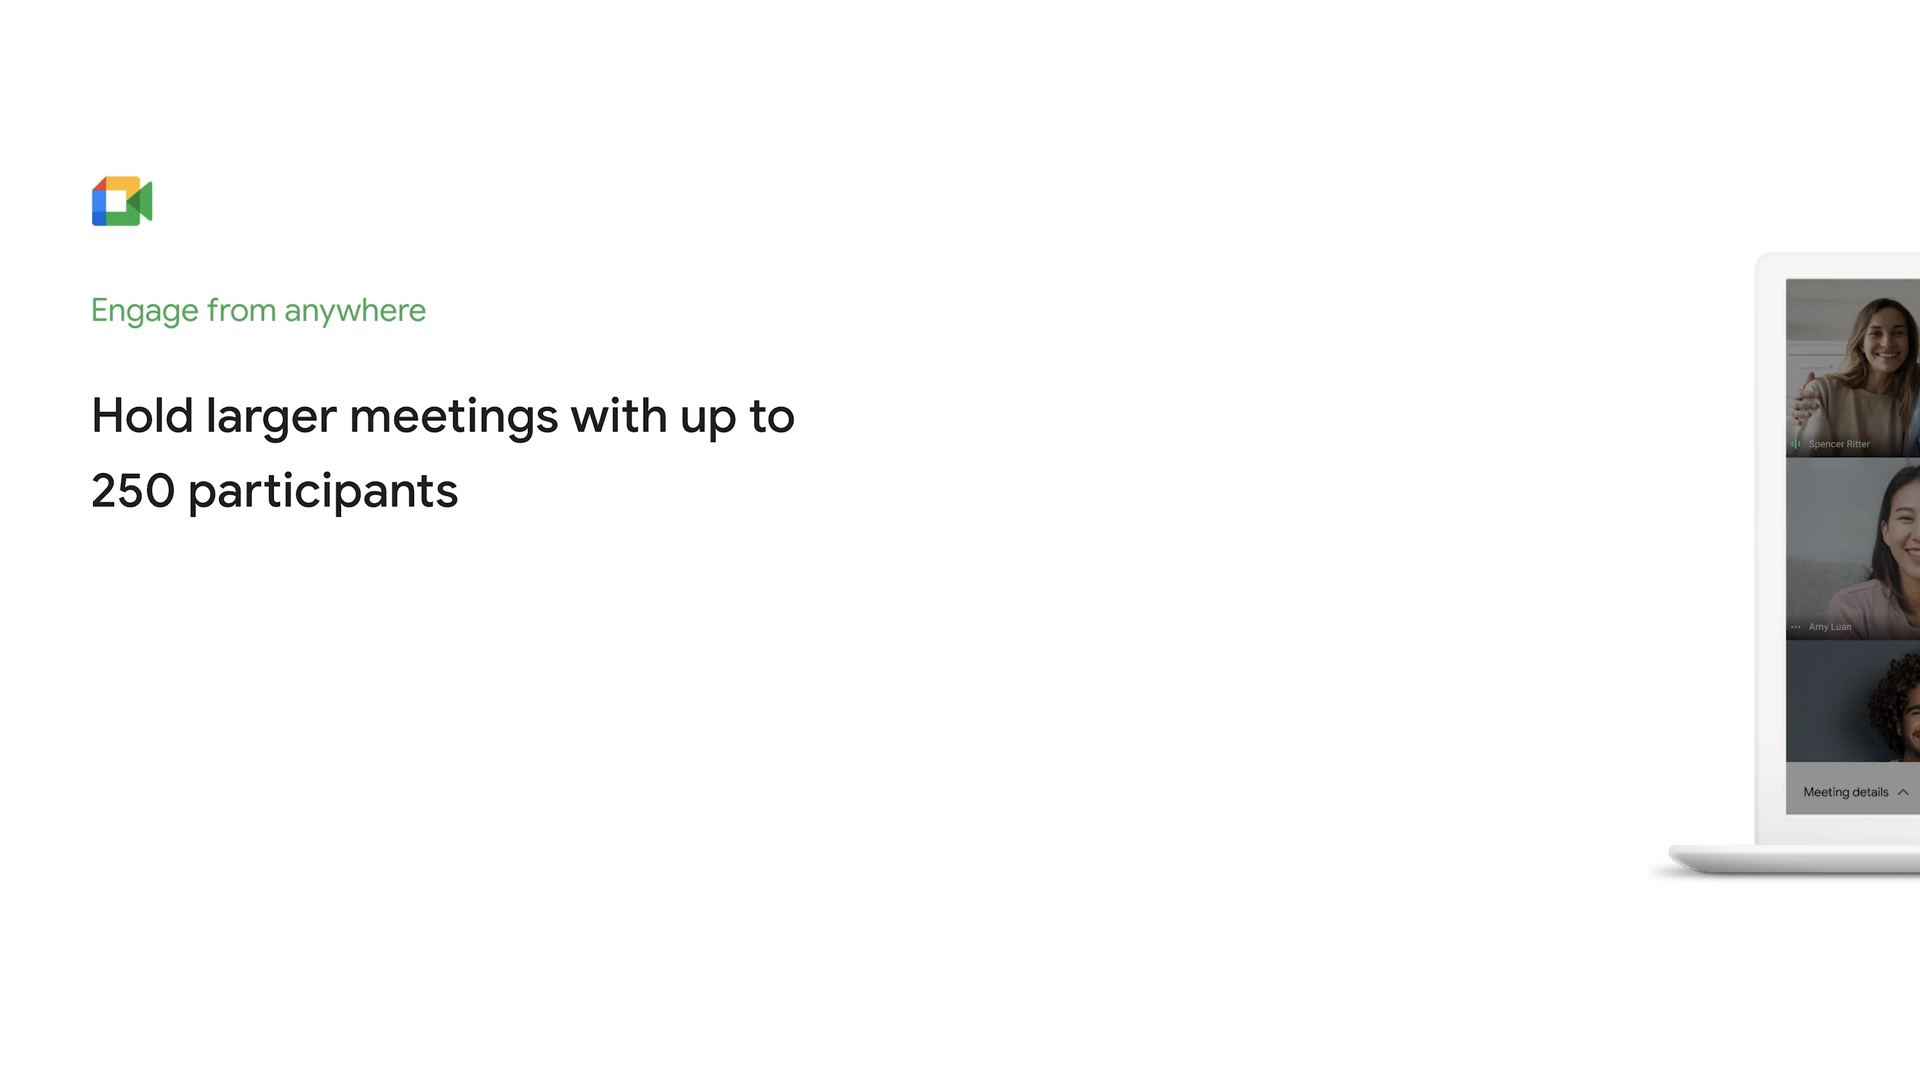 Engage from anywhere
Hold larger meetings with up to
250 participants
Spencer Ritter
Amy Luan
Meeting details